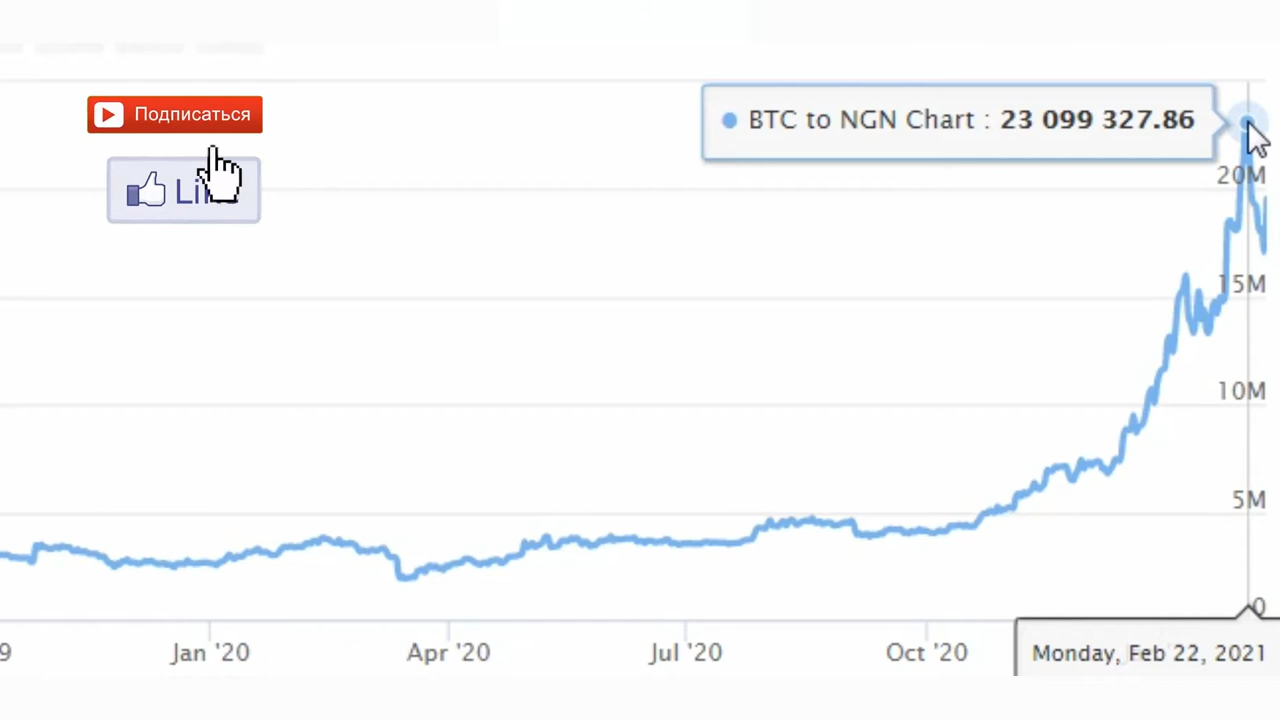 Подписаться
BTC to NGN Chart : 23 099 327.86
20M
15M
10M
5M
0
9
Jan '20
Apr '20
Jul '20
Oct '20
Monday, Feb 22, 2021